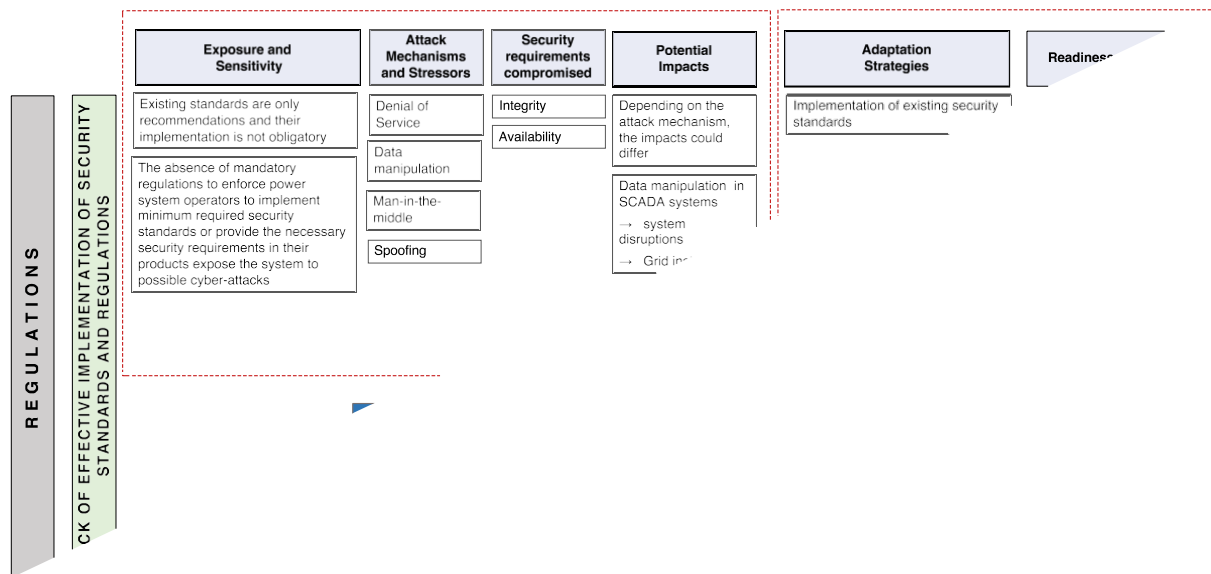 Exposure and
Sensitivity
Attack
Mechanisms
and Stressors
Security
requirements
compromised
Potential
Impacts
Adaptation
Strategies
Readiness
Existing standards are only
recommendations and their
implementation is not obligatory
The absence of mandatory
regulations to enforce power
system operators to implement
minimum required security
standards or provide the necessary
security requirements in their
products expose the system to
possible cyber-attacks
Denial of
Service
Data
manipulation
Man-in-the-
middle
Spoofing
Integrity
Availability
Depending on the
attack mechanism,
the impacts could
differ
Data manipulation in
SCADA systems
→ system
disruptions
→ Grid
Implementation of existing security
standards
REGULATIONS
OF EFFECTIVE IMPLEMENTATION OF SECURITY
STANDARDS AND REGULATIONS